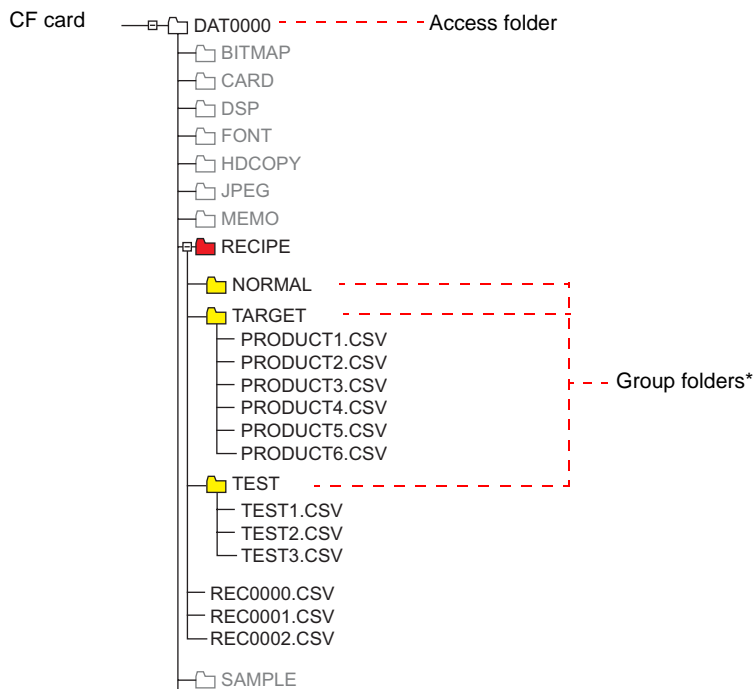 CF card DAT0000 Access folder
BITMAP
CARD
DSP
FONT
HDCOPY
JPEG
MEMO
RECIPE
NORMAL
TARGET
PRODUCT1.CSV
PRODUCT2.CSV
PRODUCT3.CSV
Group folders*
PRODUCT4.CSV
PRODUCT5.CSV
PRODUCT6.CSV
TEST
TEST1.CSV
TEST2.CSV
TEST3.CSV
REC0000.CSV
REC0001.CSV
REC0002.CSV
SAMPLE